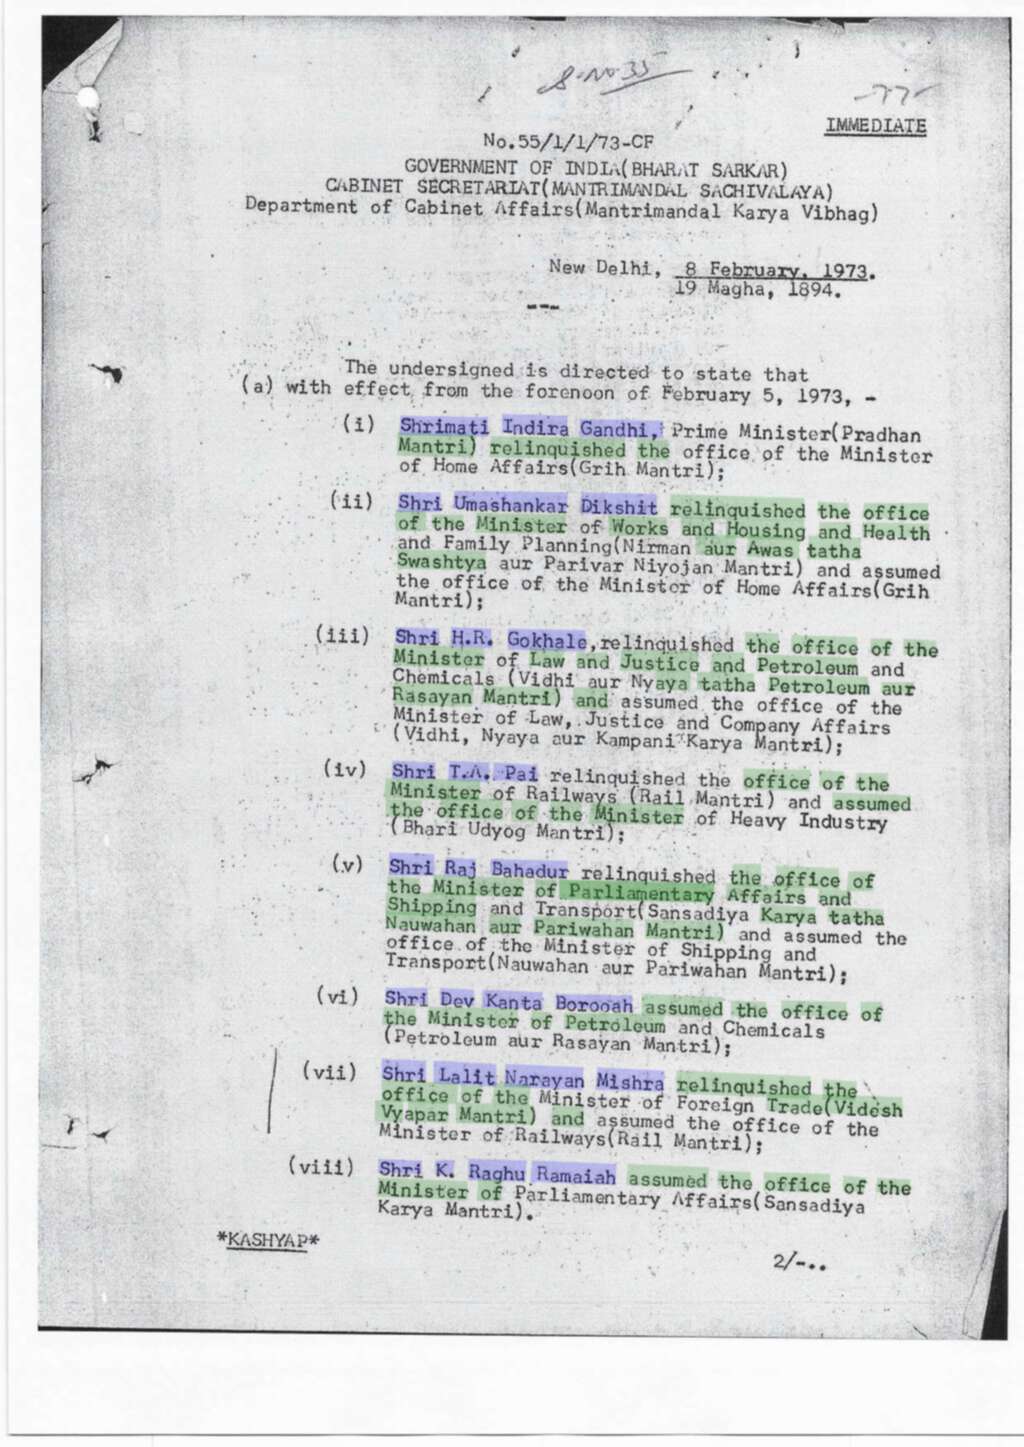 S. No 35
-77-
IMMEDIATE
No.55/1/1/73-CF
GOVERNMENT OF INDIA(BHARAT SARKAR)
CABINET SECRETARIAT(MANTRIMANDAL SACHIVALAYA)
Department of Cabinet Affairs(Mantrimandal Karya Vibhag)
New Delhi, 8 February, 1973.
19 Magha, 1894.
---
The undersigned is directed to state that
(a) with effect from the forenoon of February 5, 1973, -
(i) Shrimati Indira Gandhi, Prime Minister(Pradhan
Mantri) relinquished the office of the Minister
of Home Affairs(Grih Mantri);
(ii) Shri Umashankar Dikshit relinquished the office
of the Minister of Works and Housing and Health
and Family Planning(Nirman aur Awas tatha
Swashtya aur Parivar Niyojan Mantri) and assumed
the office of the Minister of Home Affairs(Grih
Mantri);
(iii) Shri H.R. Gokhale,relinquished the office of the
Minister of Law and Justice and Petroleum and
Chemicals (Vidhi aur Nyaya tatha Petroleum aur
Rasayan Mantri) and assumed the office of the
Minister of Law, Justice and Company Affairs
(Vidhi, Nyaya aur Kampani Karya Mantri);
(iv) Shri T.A. Pai relinquished the office of the
Minister of Railways (Rail Mantri) and assumed
the office of the Minister of Heavy Industry
(Bhari Udyog Mantri);
(v) Shri Raj Bahadur relinquished the office of
the Minister of Parliamentary Affairs and
Shipping and Transport(Sansadiya Karya tatha
Nauwahan aur Pariwahan Mantri) and assumed the
office of the Minister of Shipping and
Transport(Nauwahan aur Pariwahan Mantri);
(vi) Shri Dev Kanta Borooah assumed the office of
the Minister of Petroleum and Chemicals
(Petroleum aur Rasayan Mantri);
(vii) Shri Lalit Narayan Mishra relinquished the
office of the Minister of Foreign Trade(Videsh
Vyapar Mantri) and assumed the office of the
Minister of Railways(Rail Mantri);
(viii) Shri K. Raghu Ramaiah assumed the office of the
Minister of Parliamentary Affairs(Sansadiya
Karya Mantri).
*KASHYAP*
2/-..